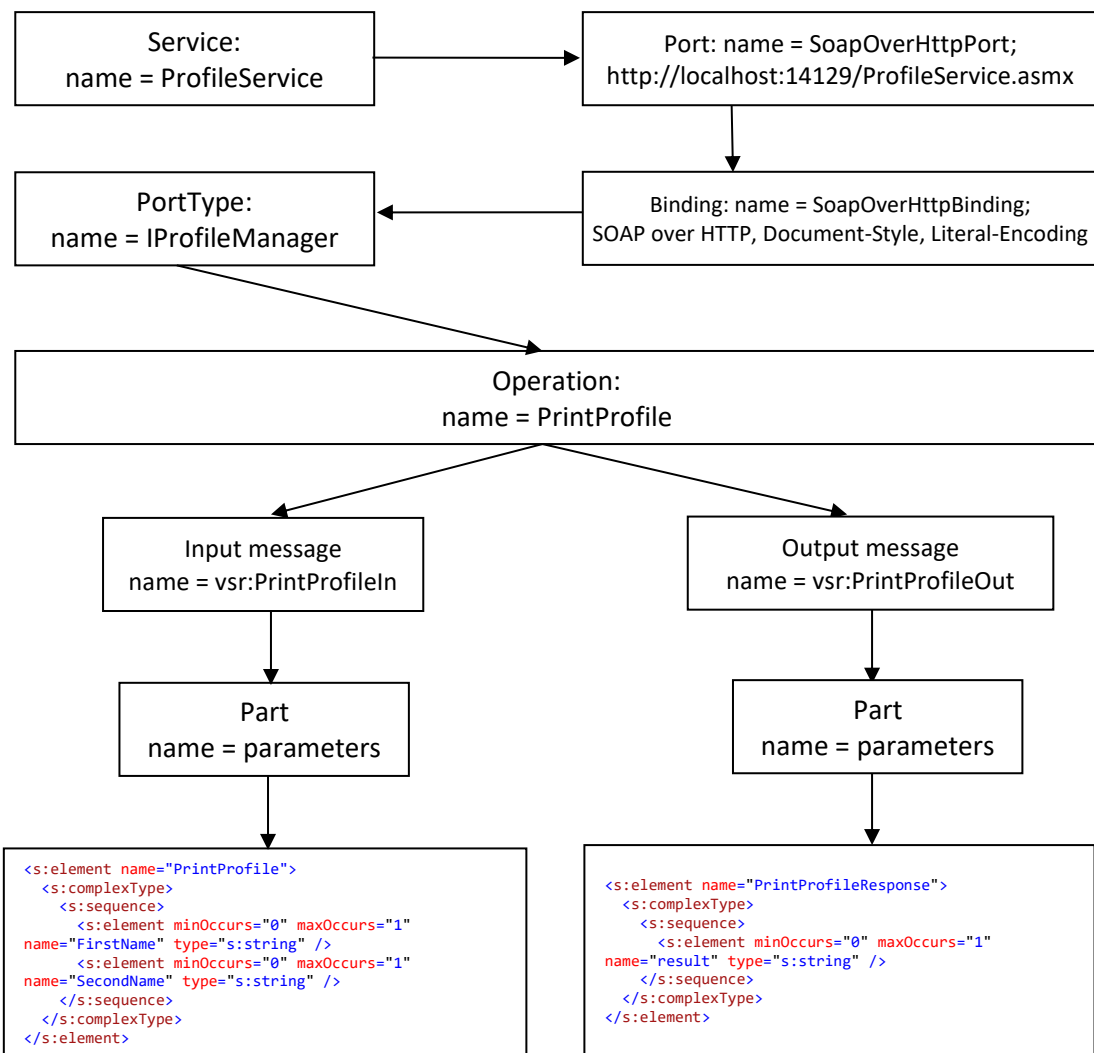 Service:
name = ProfileService
Port: name = SoapOverHttpPort;
http://localhost:14129/ProfileService.asmx
PortType:
name = IProfileManager
Binding: name = SoapOverHttpBinding;
SOAP over HTTP, Document-Style, Literal-Encoding
Operation:
name = PrintProfile
Input message
name = vsr:PrintProfileIn
Output message
name = vsr:PrintProfileOut
Part
name = parameters
Part
name = parameters
<s:element name="PrintProfile">
<s:complexType>
<s:sequence>
<s:element minOccurs="0" maxOccurs="1"
name="FirstName" type="s:string" />
<s:element minOccurs="0" maxOccurs="1"
name="SecondName" type="s:string" />
</s:sequence>
</s:complexType>
</s:element>
<s:element name="PrintProfileResponse">
<s:complexType>
<s:sequence>
<s:element minOccurs="0" maxOccurs="1"
name="result" type="s:string" />
</s:sequence>
</s:complexType>
</s:element>